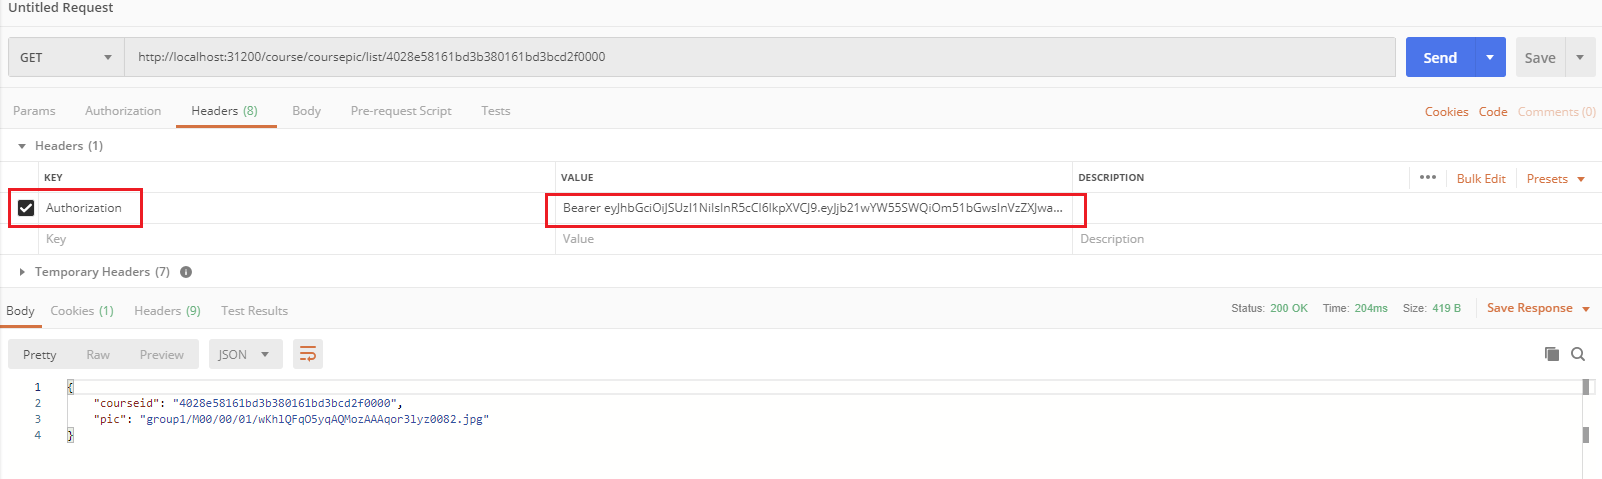 Untitled Request
GET http://localhost:31200/course/coursepic/list/4028e58161bd3b380161bd3bcd2f0000 Send Save
Params Authorization Headers (8) Body Pre-request Script Tests Cookies Code Comments (0)
Headers (1)
KEY VALUE DESCRIPTION ••• Bulk Edit Presets
Authorization Bearer eyJhbGciOiJSUzI1NiIsInR5cCI6IkpXVCJ9.eyJjb21wYW55SWQiOm51bGwsInVzZXJwa...
Key Value Description
Temporary Headers (7)
Body Cookies (1) Headers (9) Test Results Status: 200 OK Time: 204ms Size: 419 B Save Response
Pretty Raw Preview JSON
1 {
2 "courseid": "4028e58161bd3b380161bd3bcd2f0000",
3 "pic": "group1/M00/00/01/wKhlQFqO5yqAQMozAAAqor3lyz0082.jpg"
4 }